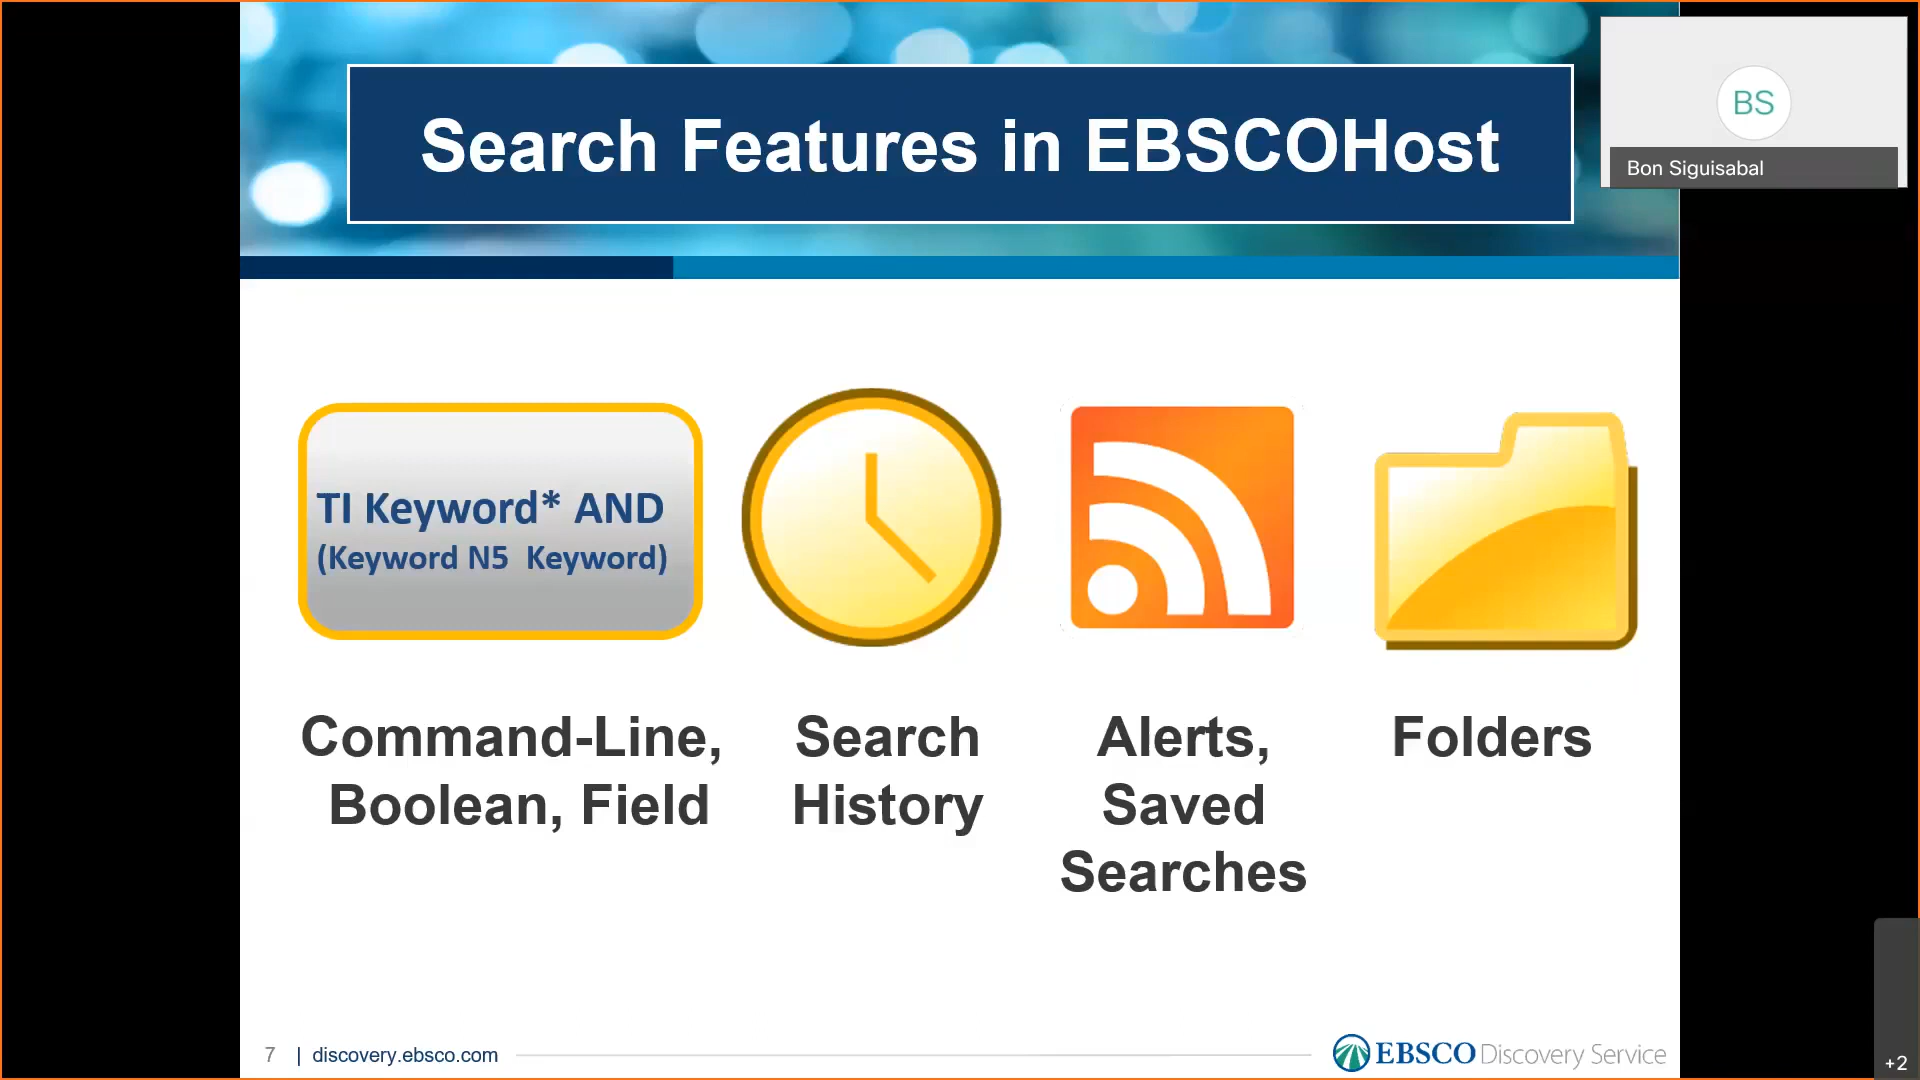 Search Features in EBSCOHost
BS
Bon Siguisabal
TI Keyword* AND
(Keyword N5 Keyword)
Command-Line,
Boolean, Field
Search
History
Alerts,
Saved
Searches
Folders
7 | discovery.ebsco.com
EBSCO Discovery Service
+2